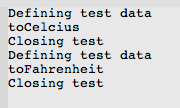 Defining test data
toCelcius
Closing test
Defining test data
toFahrenheit
Closing test